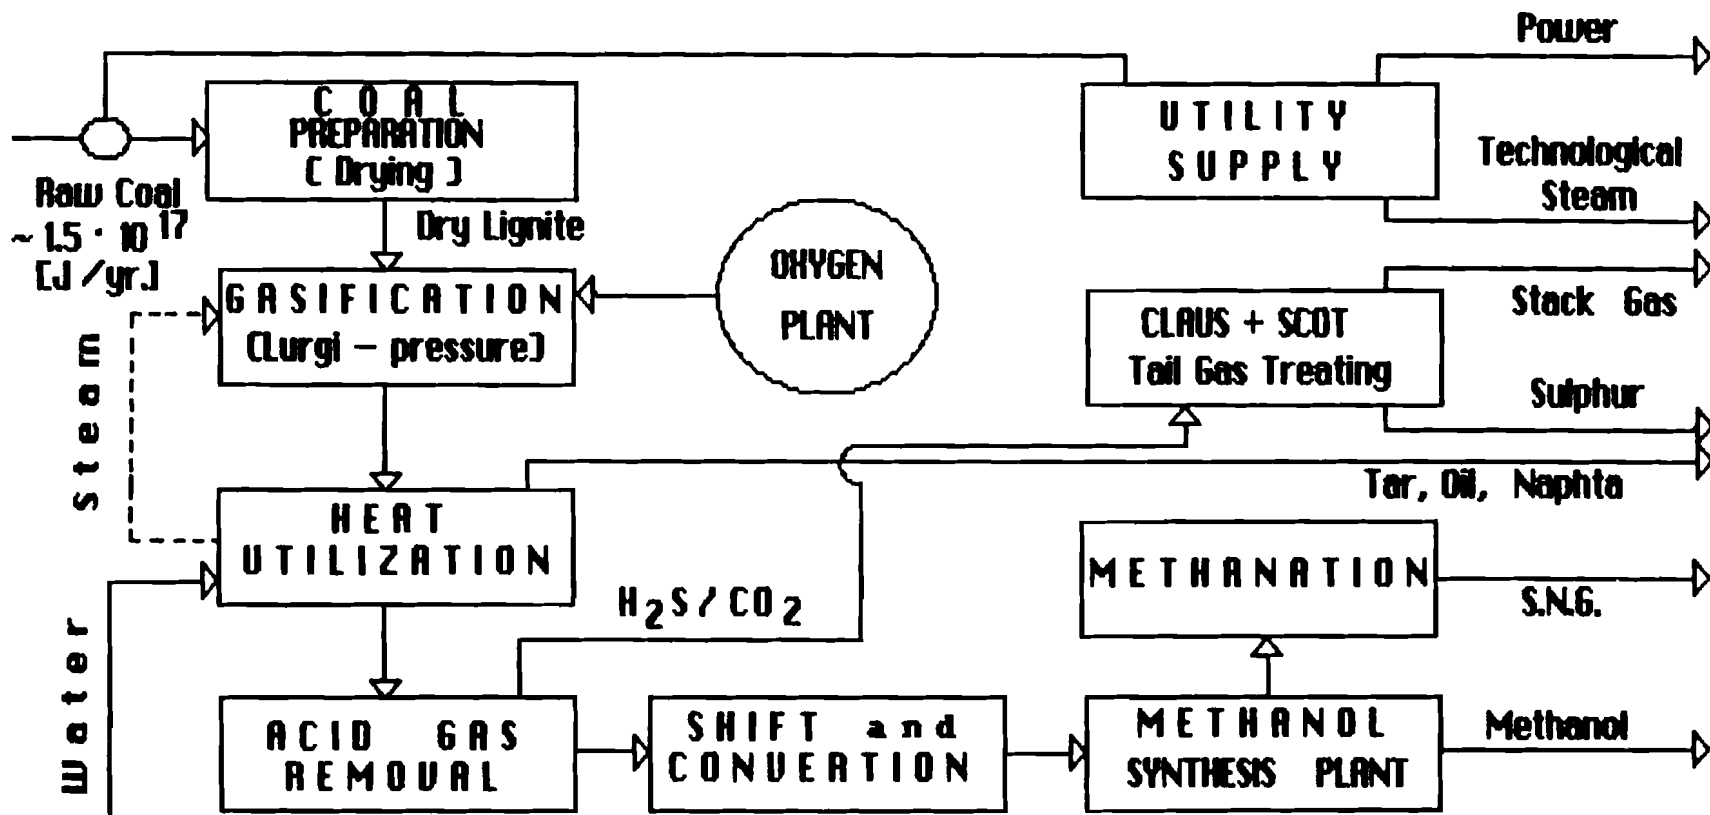 Power
COAL
PREPARATION
[ Drying ]
UTILITY
SUPPLY
Technological
Steam
Raw Coal
~ 1.5 · 10 17
[J /yr.]
Dry Lignite
OXYGEN
PLANT
GASIFICATION
[Lurgi - pressure]
Stack Gas
CLAUS + SCOT
Tail Gas Treating
Sulphur
Steam
Tar, Oil, Naphta
HEAT
UTILIZATION
H2S / CO2
METHANATION
S.N.G.
Water
ACID GAS
REMOVAL
SHIFT and
CONVERTION
METHANOL
SYNTHESIS PLANT
Methanol